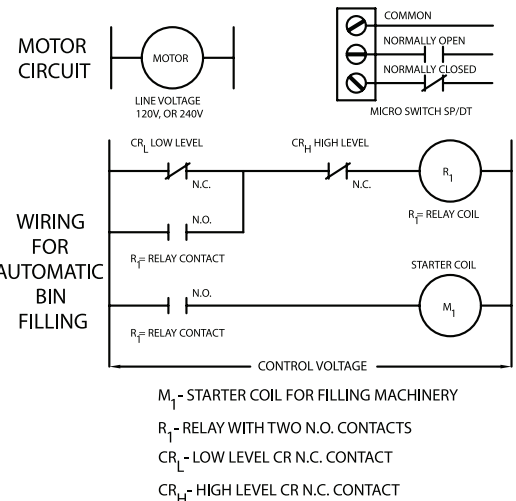 MOTOR
CIRCUIT
MOTOR
LINE VOLTAGE
120V, OR 240V
COMMON
NORMALLY OPEN
NORMALLY CLOSED
MICRO SWITCH SP/DT
WIRING
FOR
AUTOMATIC
BIN
FILLING
CRL LOW LEVEL
N.C.
CRH HIGH LEVEL
N.C.
R1
R1= RELAY COIL
N.O.
R1= RELAY CONTACT
STARTER COIL
N.O.
M1
R1= RELAY CONTACT
CONTROL VOLTAGE
M1- STARTER COIL FOR FILLING MACHINERY
R1- RELAY WITH TWO N.O. CONTACTS
CRL- LOW LEVEL CR N.C. CONTACT
CRH- HIGH LEVEL CR N.C. CONTACT